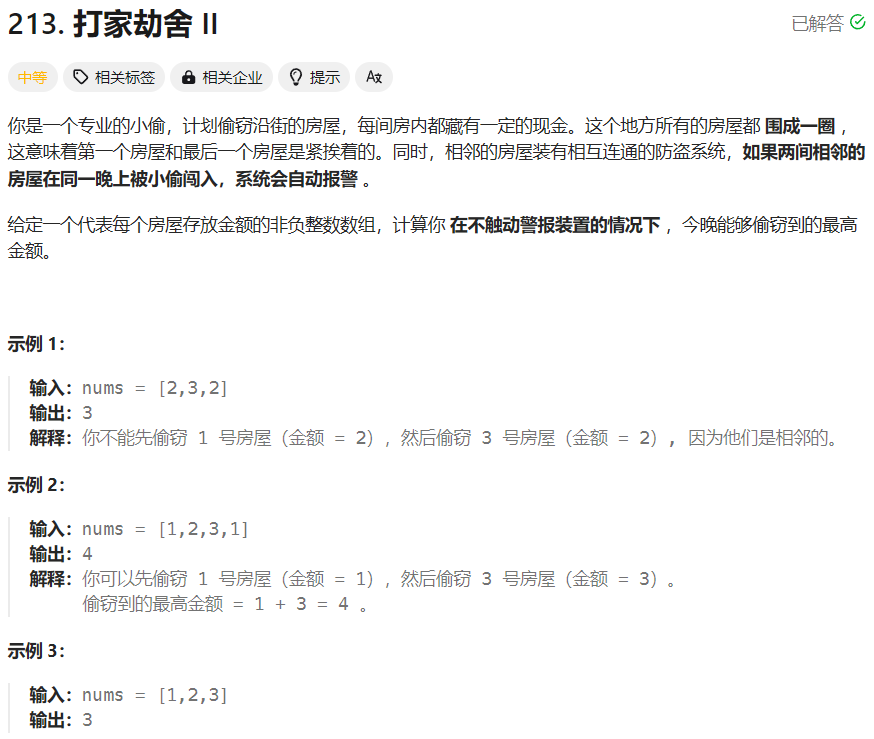 213. 打家劫舍 II
已解答
中等 相关标签 相关企业 提示
你是一个专业的小偷，计划偷窃沿街的房屋，每间房内都藏有一定的现金。这个地方所有的房屋都 围成一圈 ，
这意味着第一个房屋和最后一个房屋是紧挨着的。同时，相邻的房屋装有相互连通的防盗系统，如果两间相邻的
房屋在同一晚上被小偷闯入，系统会自动报警 。
给定一个代表每个房屋存放金额的非负整数数组，计算你 在不触动警报装置的情况下 ，今晚能够偷窃到的最高
金额。
示例 1：
输入：nums = [2,3,2]
输出：3
解释：你不能先偷窃 1 号房屋（金额 = 2），然后偷窃 3 号房屋（金额 = 2）, 因为他们是相邻的。
示例 2：
输入：nums = [1,2,3,1]
输出：4
解释：你可以先偷窃 1 号房屋（金额 = 1），然后偷窃 3 号房屋（金额 = 3）。
偷窃到的最高金额 = 1 + 3 = 4 。
示例 3：
输入：nums = [1,2,3]
输出：3